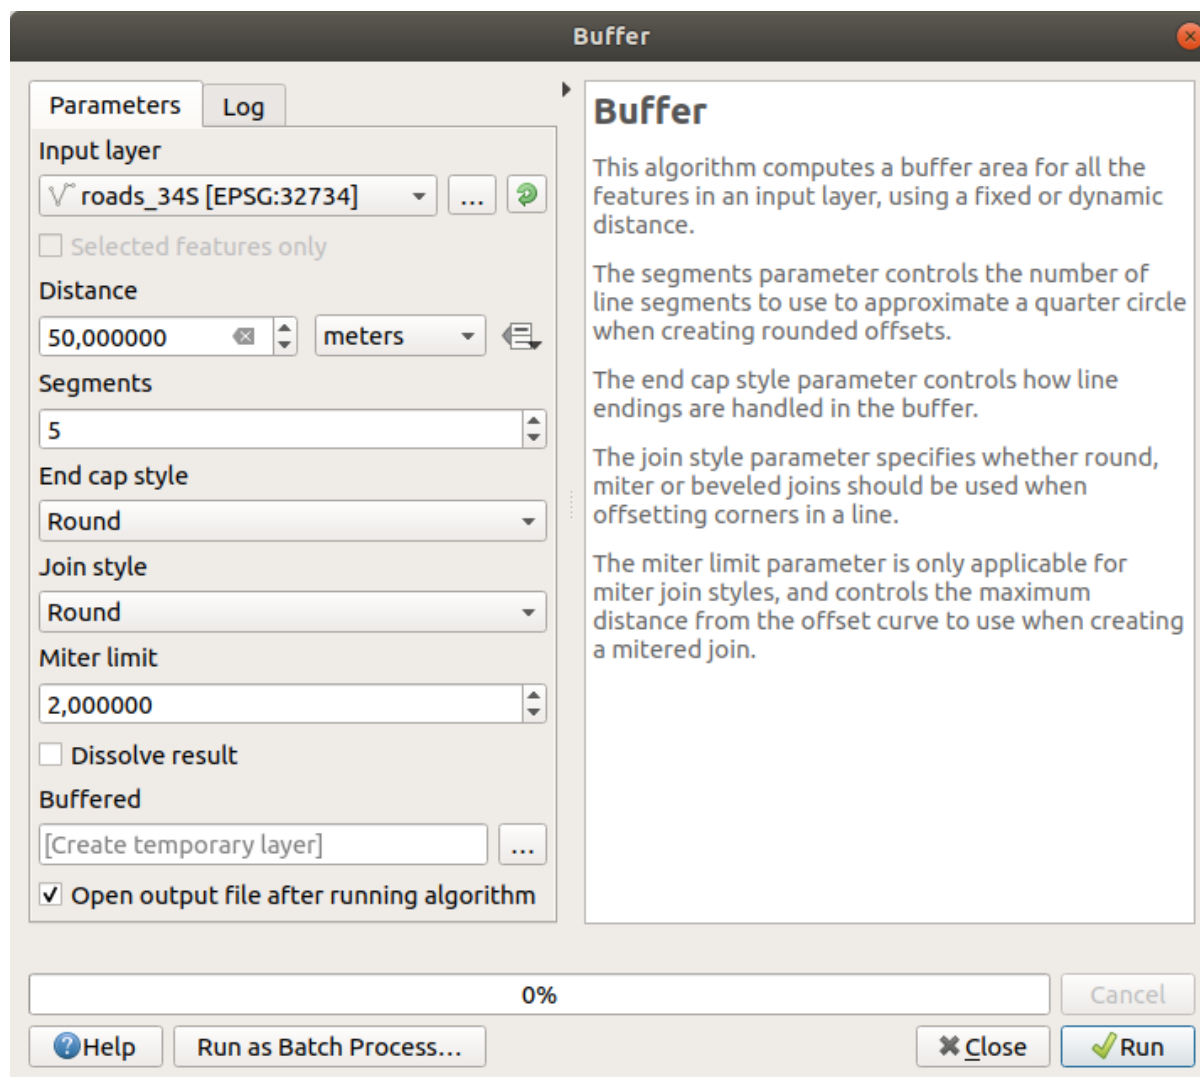 Buffer
Parameters
Log
Input layer
roads_34S [EPSG:32734]
...
Selected features only
Distance
50,000000
meters
Segments
5
End cap style
Round
Join style
Round
Miter limit
2,000000
Dissolve result
Buffered
[Create temporary layer]
...
Open output file after running algorithm
Buffer
This algorithm computes a buffer area for all the
features in an input layer, using a fixed or dynamic
distance.
The segments parameter controls the number of
line segments to use to approximate a quarter circle
when creating rounded offsets.
The end cap style parameter controls how line
endings are handled in the buffer.
The join style parameter specifies whether round,
miter or beveled joins should be used when
offsetting corners in a line.
The miter limit parameter is only applicable for
miter join styles, and controls the maximum
distance from the offset curve to use when creating
a mitered join.
0%
Cancel
Help
Run as Batch Process...
Close
Run